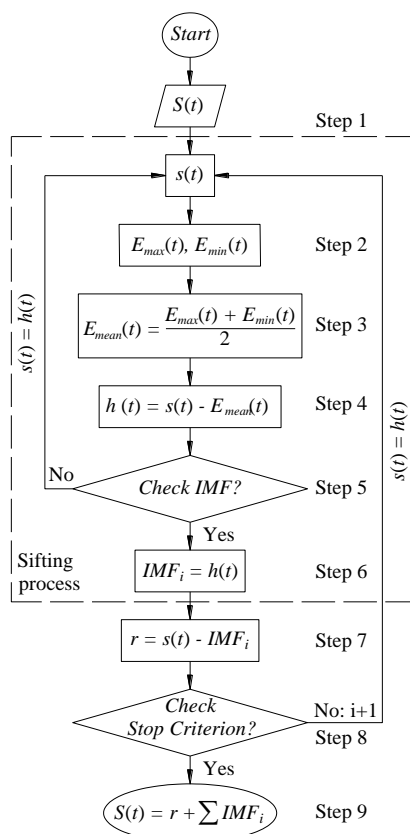 Start
S(t)
Step 1
s(t)
E_max(t), E_min(t)
Step 2
E_mean(t) = (E_max(t) + E_min(t)) / 2
Step 3
s(t) = h(t)
h (t) = s(t) - E_mean(t)
Step 4
s(t) = h(t)
No
Check IMF?
Step 5
Yes
Sifting
process
IMF_i = h(t)
Step 6
r = s(t) - IMF_i
Step 7
Check
Stop Criterion?
No: i+1
Step 8
Yes
S(t) = r + ∑ IMF_i
Step 9